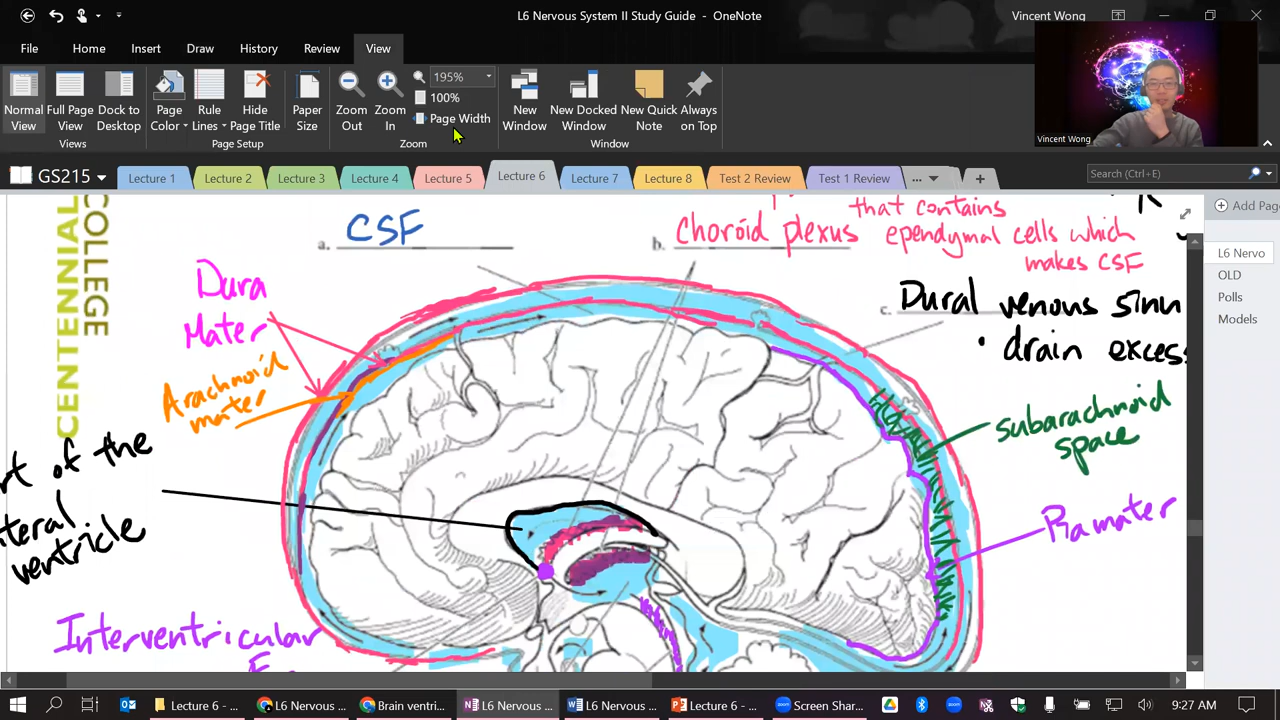 L6 Nervous System II Study Guide - OneNote
Vincent Wong
File Home Insert Draw History Review View
Normal View
Full Page View
Dock to Desktop
Views
Page Color
Rule Lines
Hide Page Title
Page Setup
Paper Size
Zoom Out
Zoom In
195%
100%
Page Width
Zoom
New Window
New Docked Window
New Quick Note
Always on Top
Window
Vincent Wong
GS215
Lecture 1 Lecture 2 Lecture 3 Lecture 4 Lecture 5 Lecture 6 Lecture 7 Lecture 8 Test 2 Review Test 1 Review ...
Search (Ctrl+E)
Add Pag
L6 Nervo
OLD
Polls
Models
CENTENNIAL
COLLEGE
a. CSF
b. Choroid plexus
that contains
ependymal cells which
makes CSF
c. Dural venous sinu
• drain excess
Dura
Mater
Arachnoid
mater
subarachnoid
space
Pia mater
rt of the
ateral
ventricle
Interventricular
Lecture 6 - ...
L6 Nervous ...
Brain ventri...
L6 Nervous ...
L6 Nervous ...
Lecture 6 - ...
Screen Shar...
9:27 AM